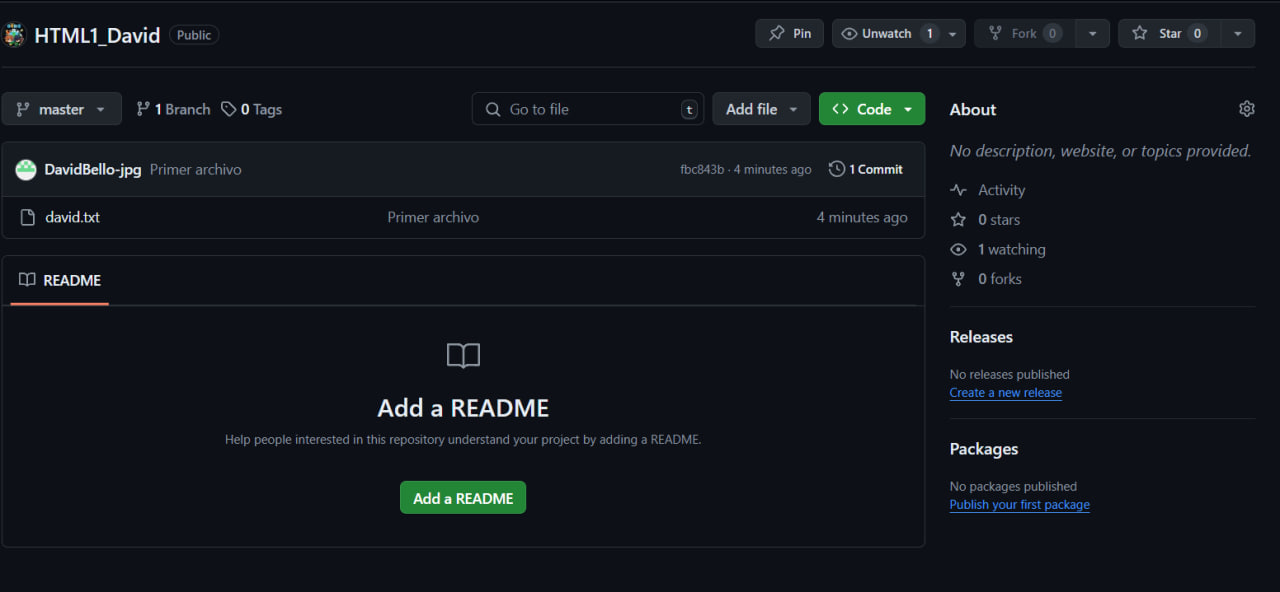 HTML1_David Public Pin Unwatch 1 Fork 0 Star 0
master 1 Branch 0 Tags Go to file t Add file Code
DavidBello-jpg Primer archivo fbc843b · 4 minutes ago 1 Commit
david.txt Primer archivo 4 minutes ago
README
Add a README
Help people interested in this repository understand your project by adding a README.
Add a README
About
No description, website, or topics provided.
Activity
0 stars
1 watching
0 forks
Releases
No releases published
Create a new release
Packages
No packages published
Publish your first package